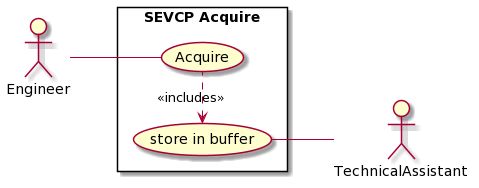 SEVCP Acquire
Acquire
Engineer
«includes»
store in buffer
TechnicalAssistant